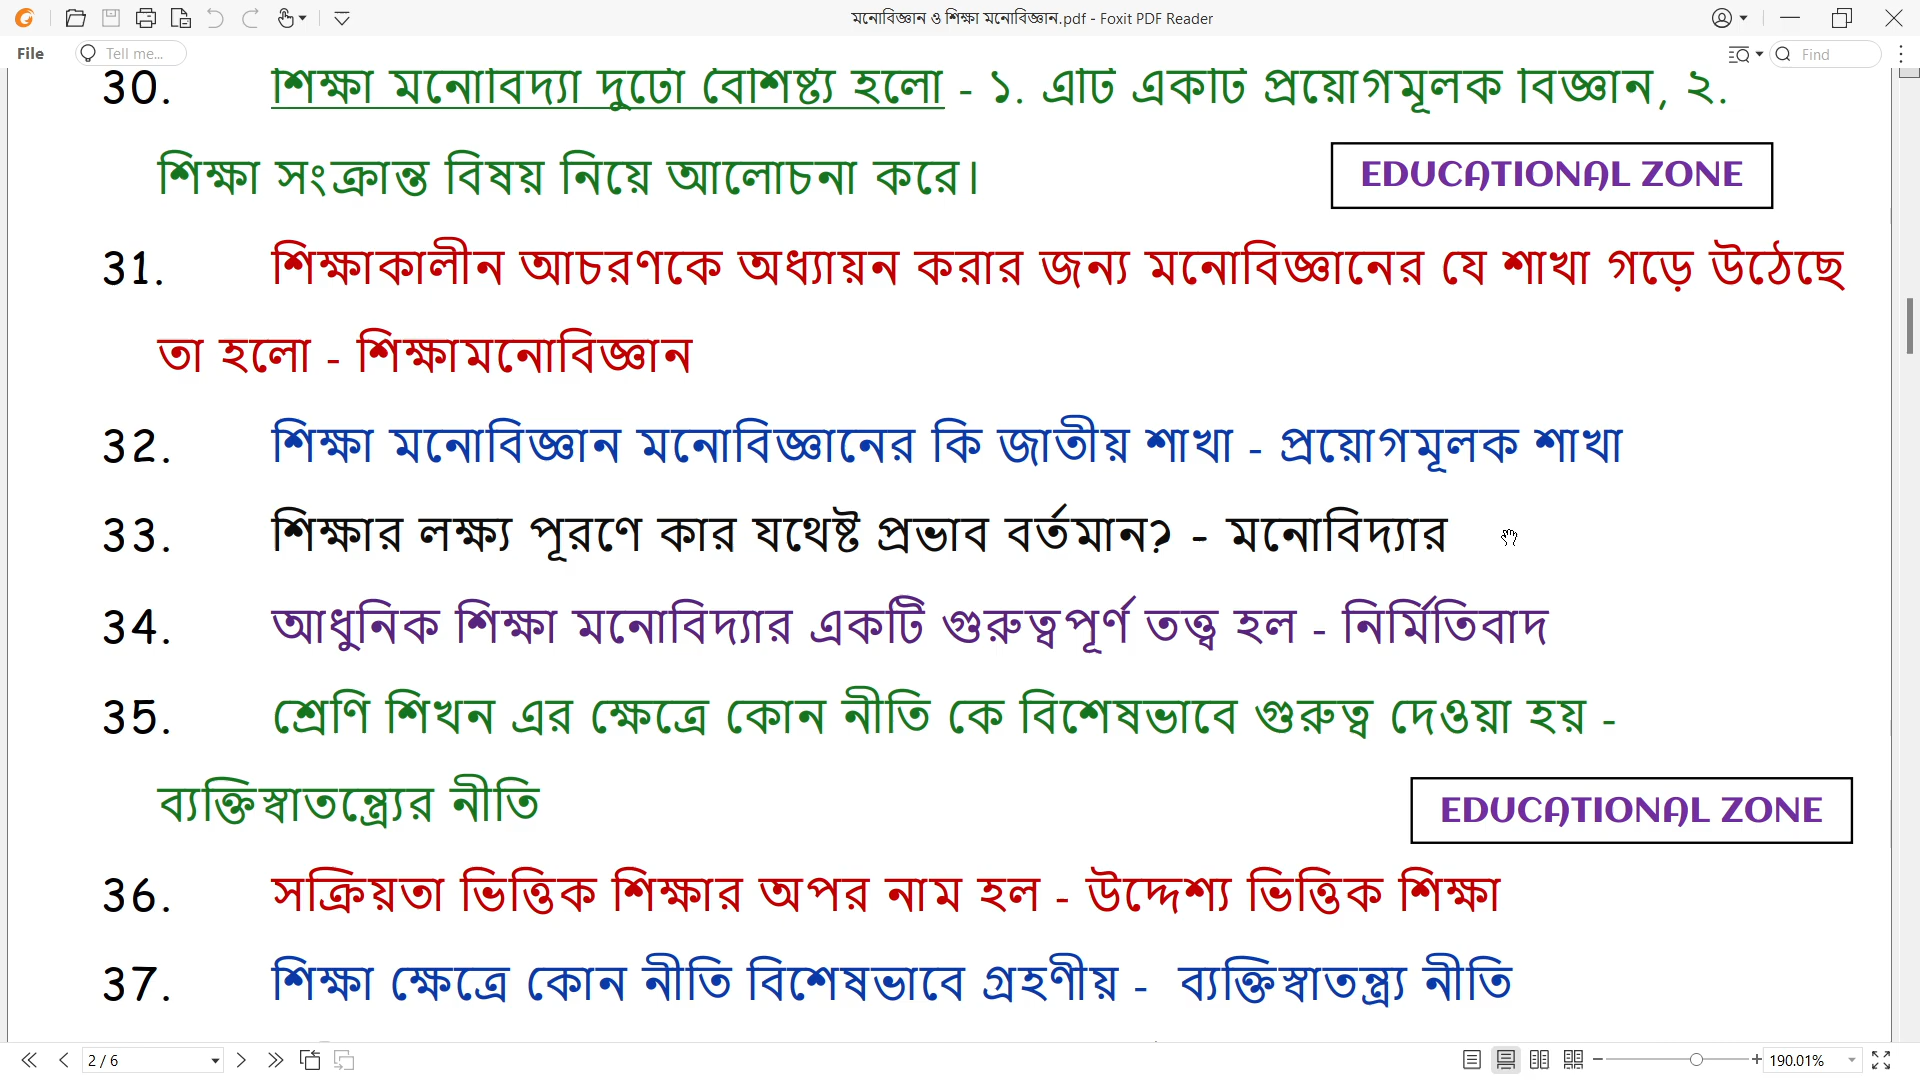 মনোবিজ্ঞান ও শিক্ষা মনোবিজ্ঞান.pdf - Foxit PDF Reader
File Tell me... Find
30. শিক্ষা মনোবিদ্যা দুটো বৈশিষ্ট্য হলো - ১. এটি একটি প্রয়োগমূলক বিজ্ঞান, ২.
শিক্ষা সংক্রান্ত বিষয় নিয়ে আলোচনা করে।
EDUCATIONAL ZONE
31. শিক্ষাকালীন আচরণকে অধ্যায়ন করার জন্য মনোবিজ্ঞানের যে শাখা গড়ে উঠেছে
তা হলো - শিক্ষামনোবিজ্ঞান
32. শিক্ষা মনোবিজ্ঞান মনোবিজ্ঞানের কি জাতীয় শাখা - প্রয়োগমূলক শাখা
33. শিক্ষার লক্ষ্য পূরণে কার যথেষ্ট প্রভাব বর্তমান? - মনোবিদ্যার
34. আধুনিক শিক্ষা মনোবিদ্যার একটি গুরুত্বপূর্ণ তত্ত্ব হল - নির্মিতিবাদ
35. শ্রেণি শিখন এর ক্ষেত্রে কোন নীতি কে বিশেষভাবে গুরুত্ব দেওয়া হয় -
ব্যক্তিস্বাতন্ত্র্যের নীতি
EDUCATIONAL ZONE
36. সক্রিয়তা ভিত্তিক শিক্ষার অপর নাম হল - উদ্দেশ্য ভিত্তিক শিক্ষা
37. শিক্ষা ক্ষেত্রে কোন নীতি বিশেষভাবে গ্রহণীয় - ব্যক্তিস্বাতন্ত্র্য নীতি
2 / 6 190.01%